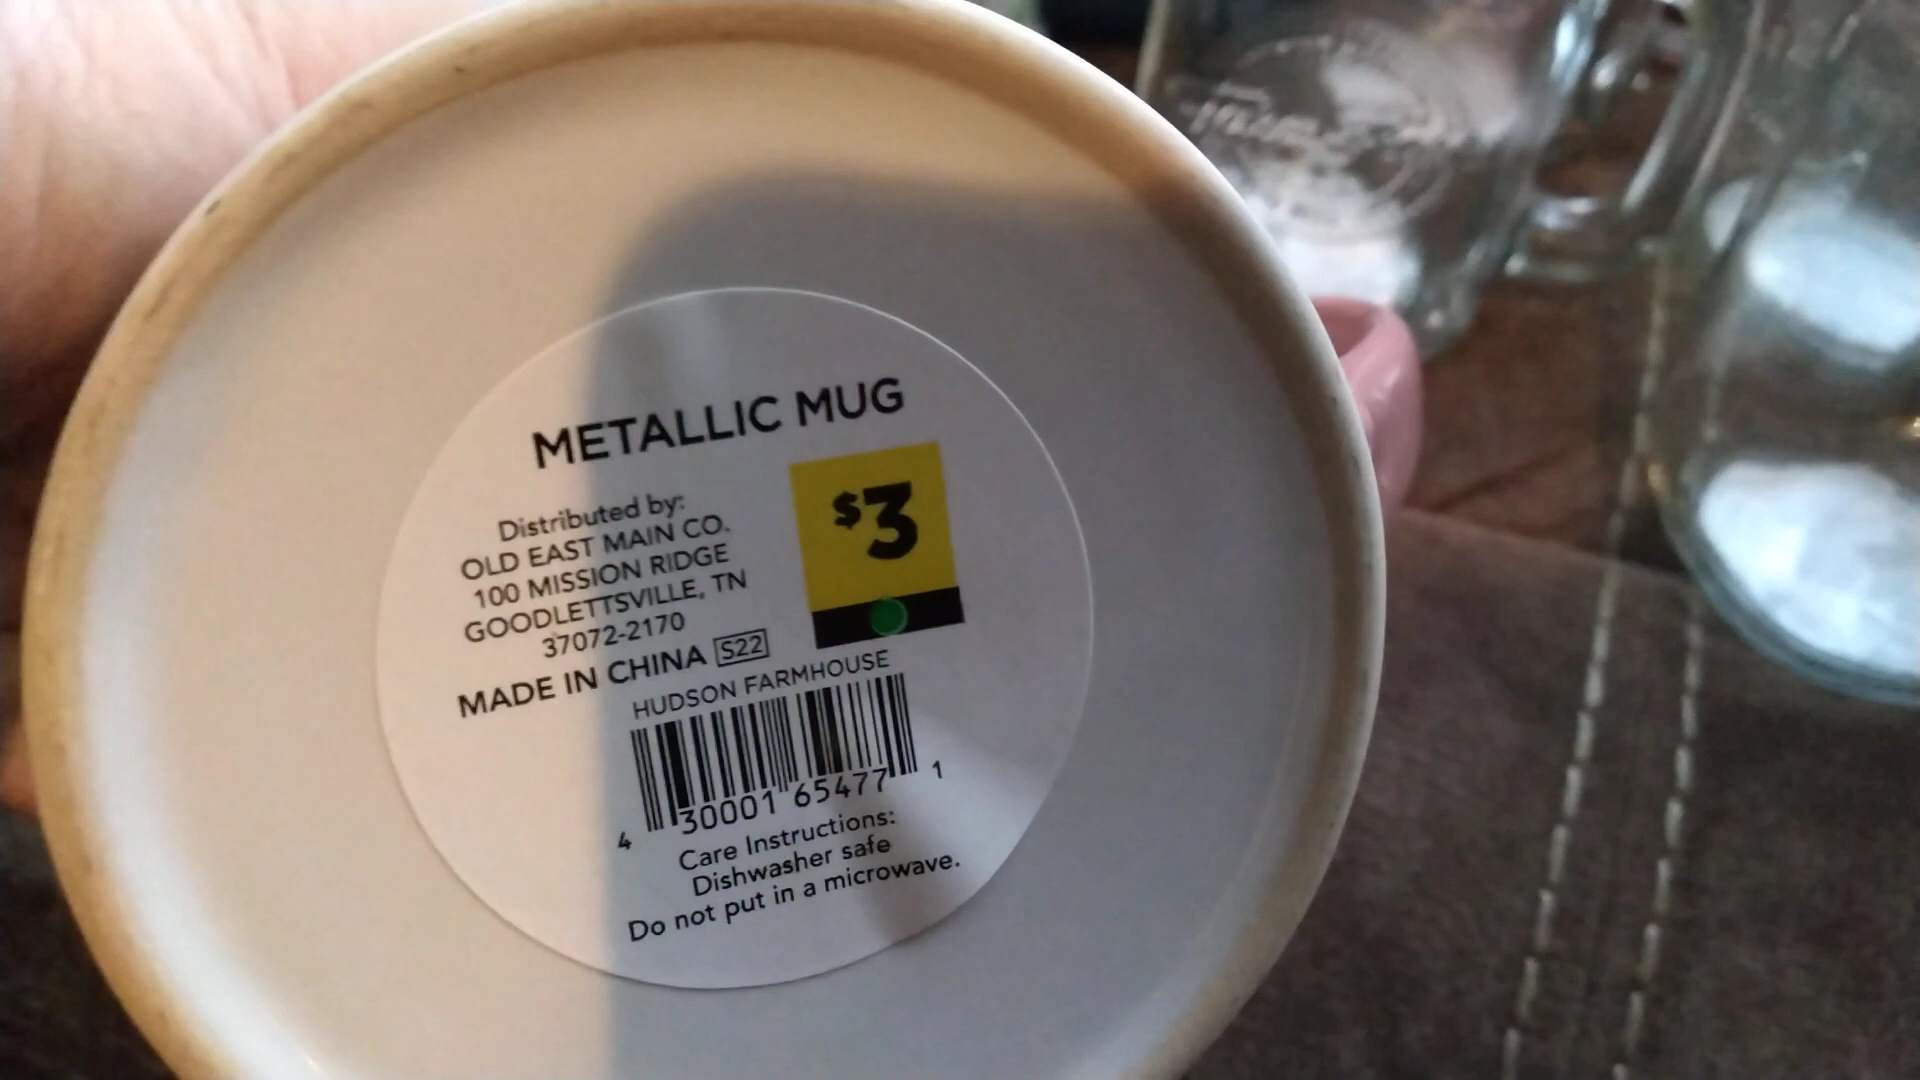 METALLIC MUG
Distributed by:
OLD EAST MAIN CO.
100 MISSION RIDGE
GOODLETTSVILLE, TN
37072-2170
MADE IN CHINA S22
$3
HUDSON FARMHOUSE
4 30001 65477 1
Care Instructions:
Dishwasher safe
Do not put in a microwave.